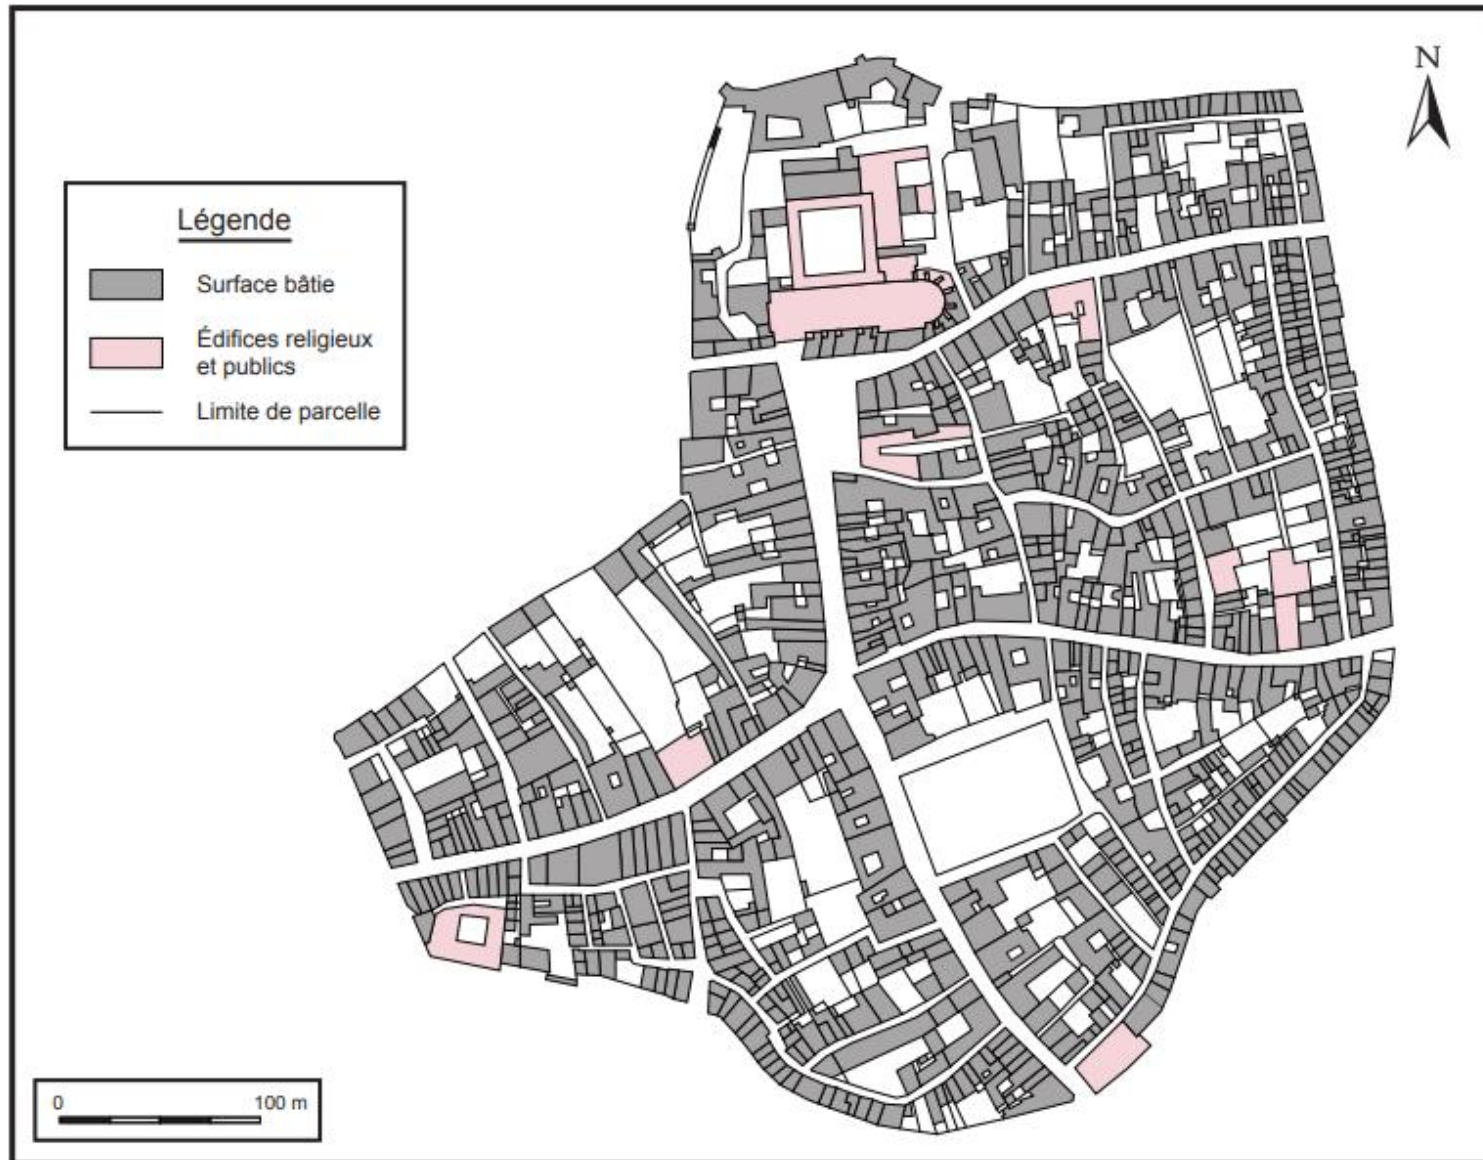 N
Légende
Surface bâtie
Édifices religieux
et publics
Limite de parcelle
0 100 m